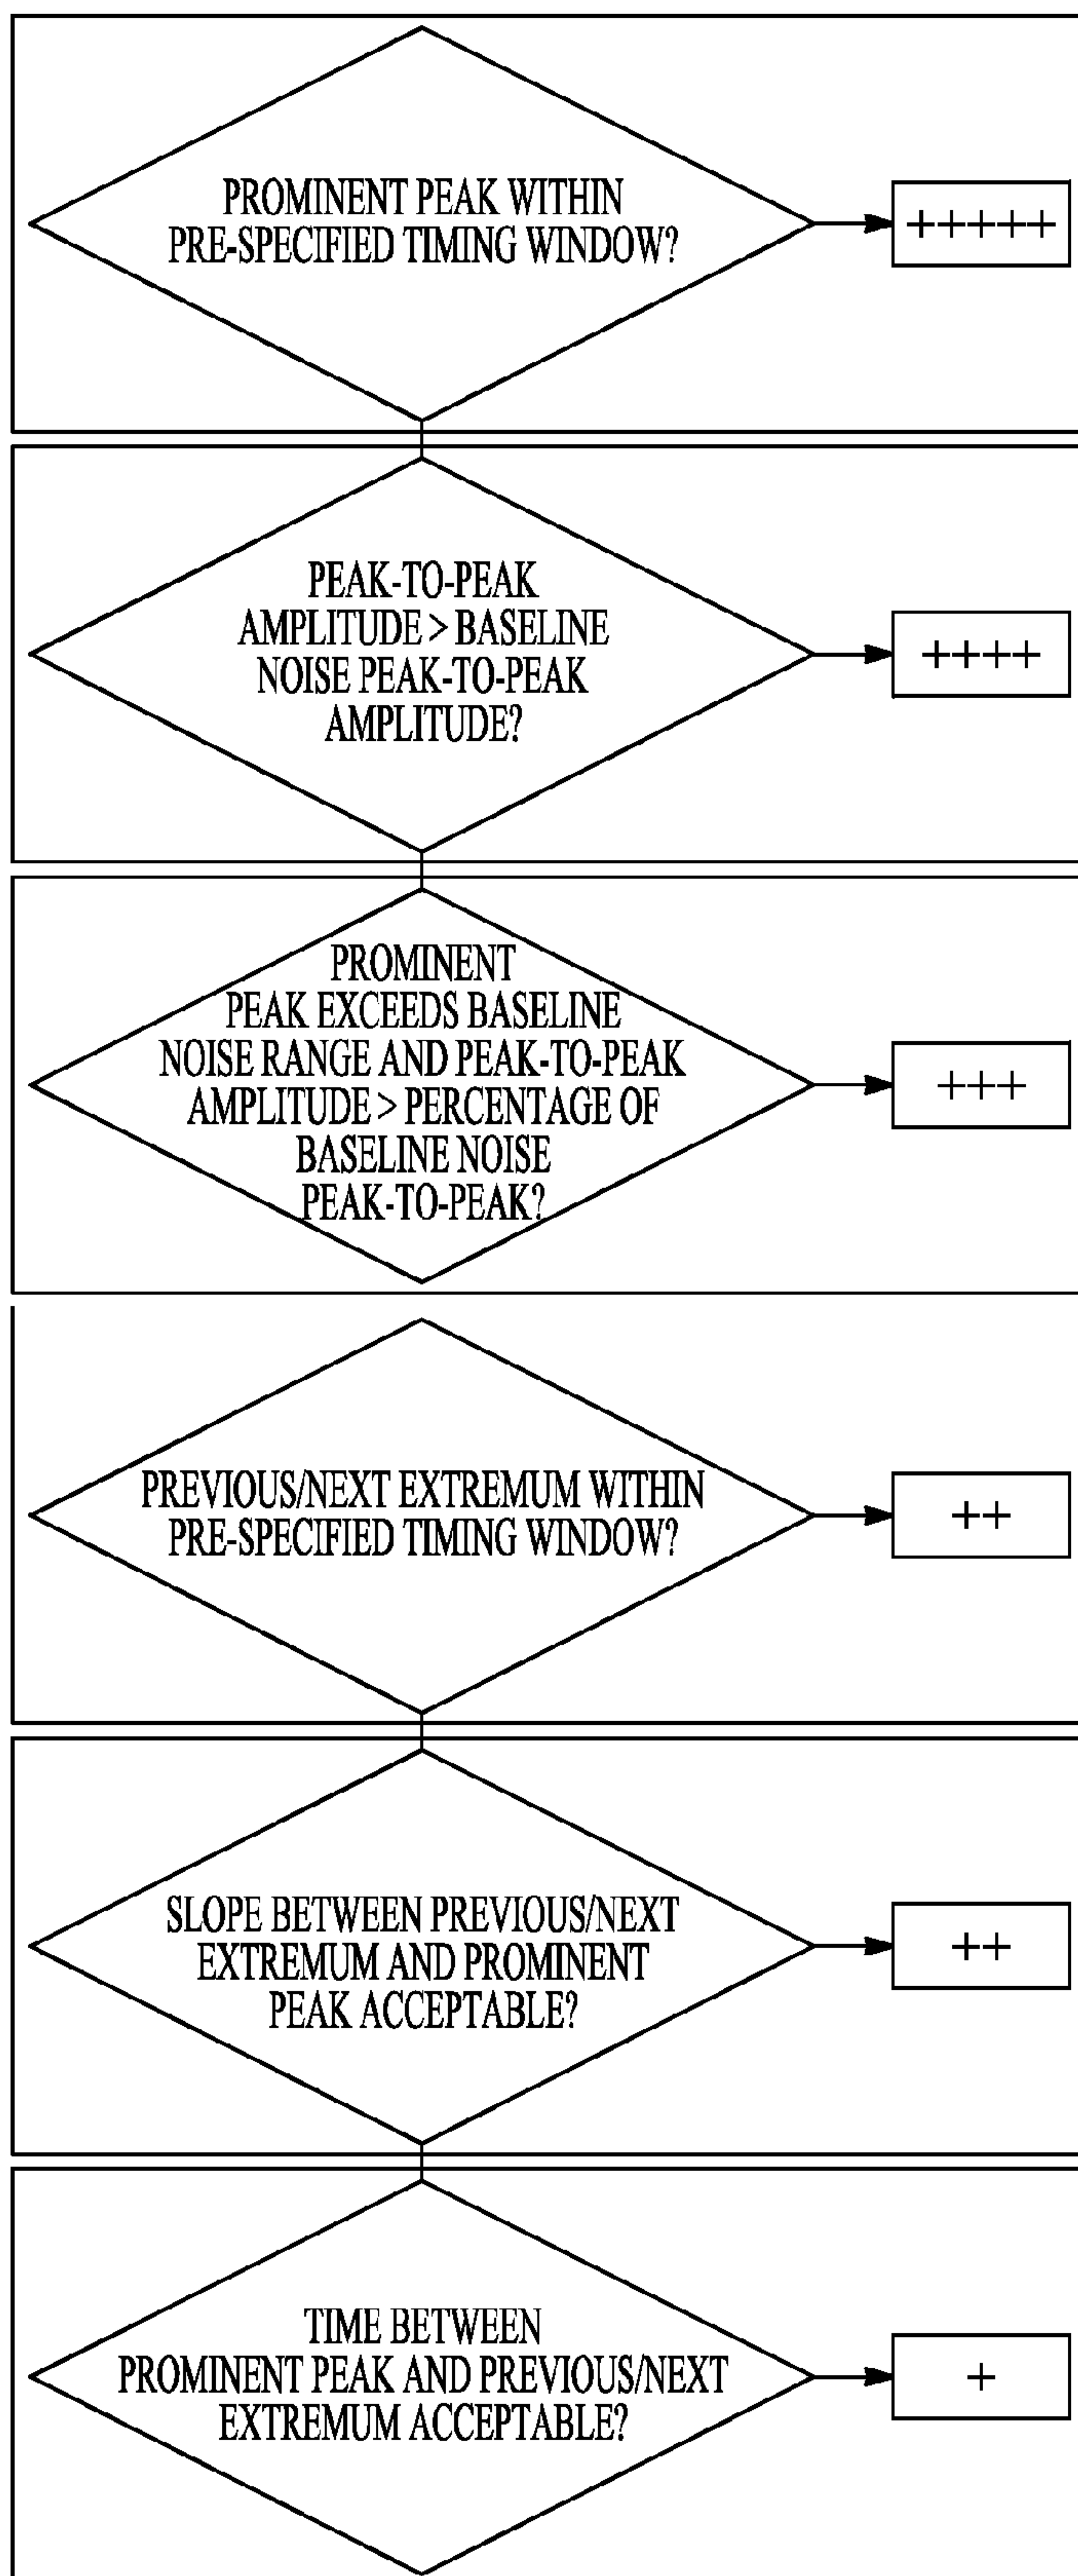 PROMINENT PEAK WITHIN
PRE-SPECIFIED TIMING WINDOW?
+++++
PEAK-TO-PEAK
AMPLITUDE > BASELINE
NOISE PEAK-TO-PEAK
AMPLITUDE?
++++
PROMINENT
PEAK EXCEEDS BASELINE
NOISE RANGE AND PEAK-TO-PEAK
AMPLITUDE > PERCENTAGE OF
BASELINE NOISE
PEAK-TO-PEAK?
+++
PREVIOUS/NEXT EXTREMUM WITHIN
PRE-SPECIFIED TIMING WINDOW?
++
SLOPE BETWEEN PREVIOUS/NEXT
EXTREMUM AND PROMINENT
PEAK ACCEPTABLE?
++
TIME BETWEEN
PROMINENT PEAK AND PREVIOUS/NEXT
EXTREMUM ACCEPTABLE?
+